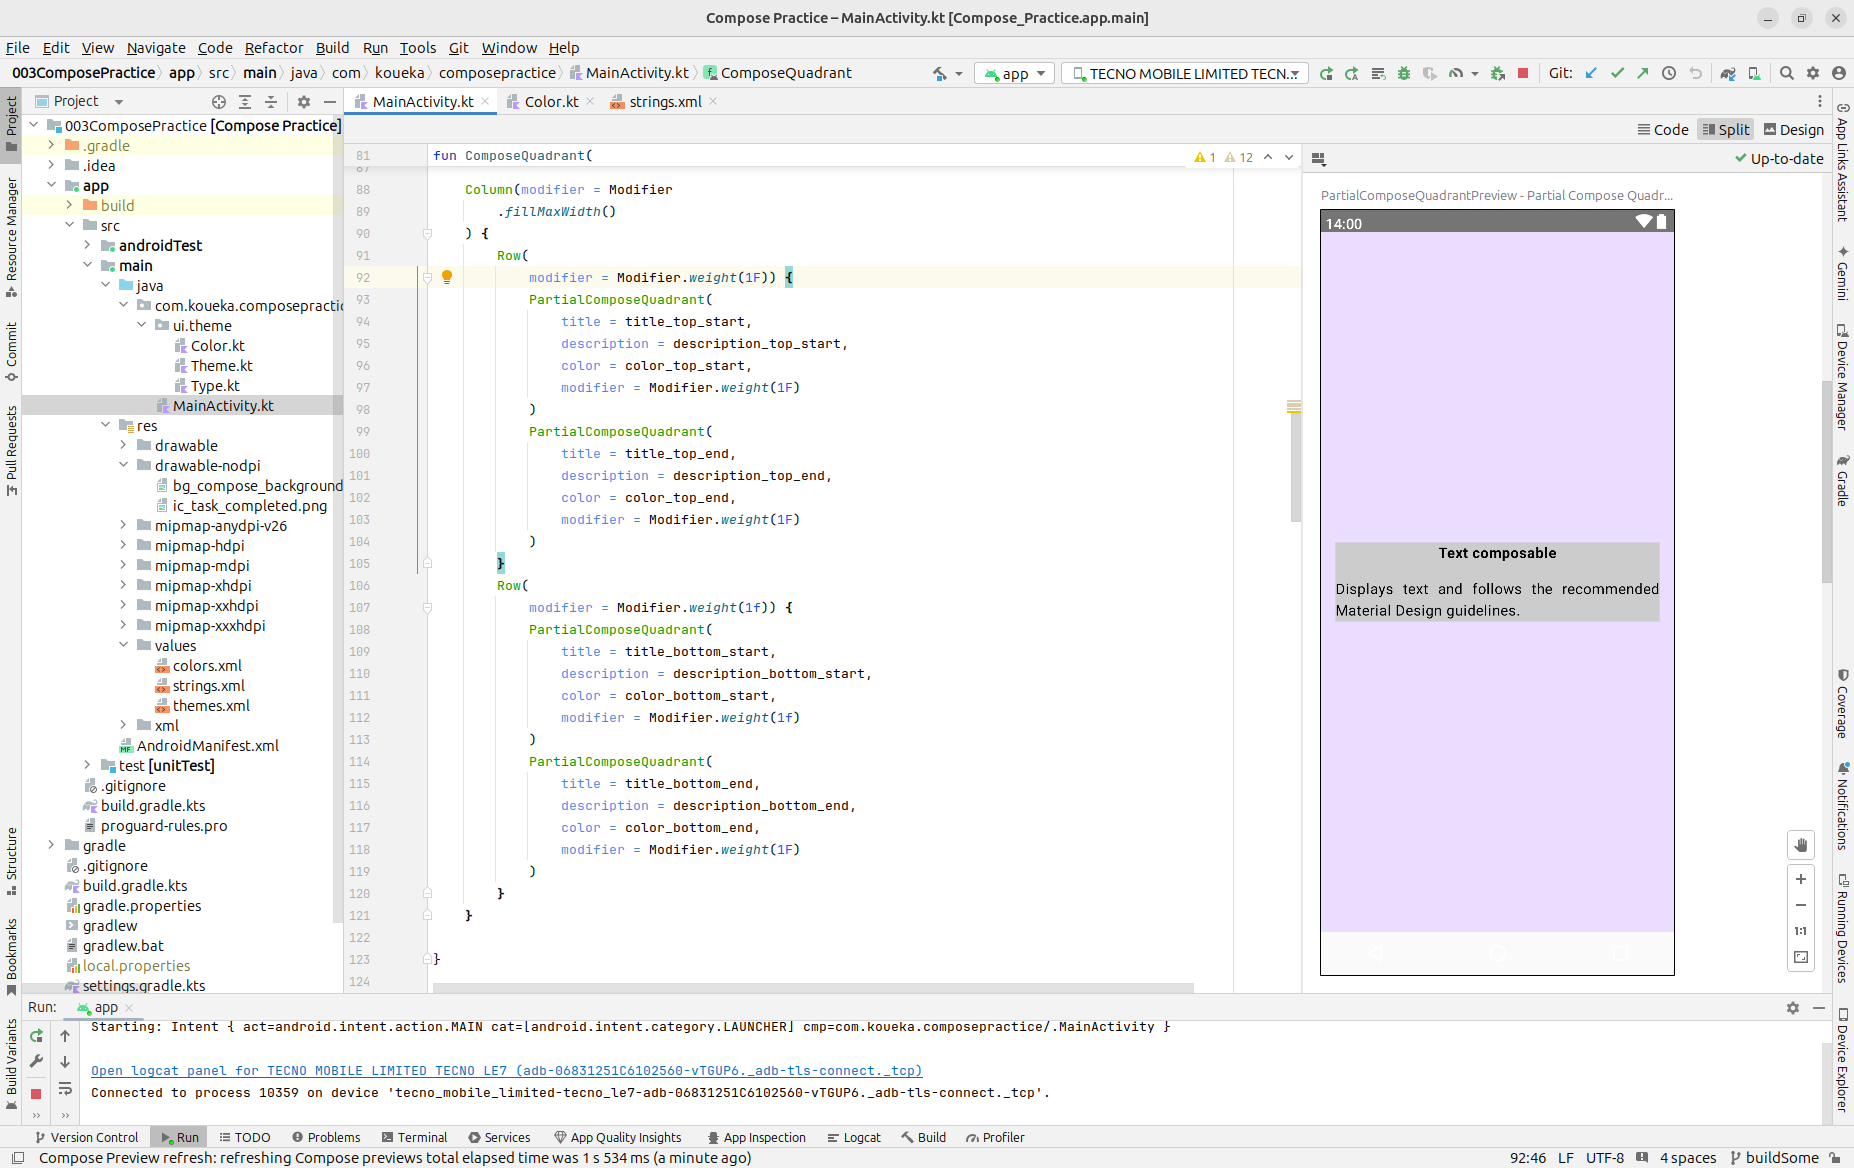 Compose Practice – MainActivity.kt [Compose_Practice.app.main]
File Edit View Navigate Code Refactor Build Run Tools Git Window Help
003ComposePractice app src main java com koueka composepractice MainActivity.kt ComposeQuadrant
app TECNO MOBILE LIMITED TECN... Git:
Project
MainActivity.kt Color.kt strings.xml
Code Split Design
Project
Resource Manager
Commit
Pull Requests
Structure
Bookmarks
Build Variants
003ComposePractice [Compose Practice]
.gradle
.idea
app
build
src
androidTest
main
java
com.koueka.composepractic
ui.theme
Color.kt
Theme.kt
Type.kt
MainActivity.kt
res
drawable
drawable-nodpi
bg_compose_background
ic_task_completed.png
mipmap-anydpi-v26
mipmap-hdpi
mipmap-mdpi
mipmap-xhdpi
mipmap-xxhdpi
mipmap-xxxhdpi
values
colors.xml
strings.xml
themes.xml
xml
AndroidManifest.xml
test [unitTest]
.gitignore
build.gradle.kts
proguard-rules.pro
gradle
.gitignore
build.gradle.kts
gradle.properties
gradlew
gradlew.bat
local.properties
settings.gradle.kts
81 fun ComposeQuadrant( 1 12
87
88 Column(modifier = Modifier
89 .fillMaxWidth()
90 ) {
91 Row(
92 modifier = Modifier.weight(1F)) {
93 PartialComposeQuadrant(
94 title = title_top_start,
95 description = description_top_start,
96 color = color_top_start,
97 modifier = Modifier.weight(1F)
98 )
99 PartialComposeQuadrant(
100 title = title_top_end,
101 description = description_top_end,
102 color = color_top_end,
103 modifier = Modifier.weight(1F)
104 )
105 }
106 Row(
107 modifier = Modifier.weight(1f)) {
108 PartialComposeQuadrant(
109 title = title_bottom_start,
110 description = description_bottom_start,
111 color = color_bottom_start,
112 modifier = Modifier.weight(1f)
113 )
114 PartialComposeQuadrant(
115 title = title_bottom_end,
116 description = description_bottom_end,
117 color = color_bottom_end,
118 modifier = Modifier.weight(1F)
119 )
120 }
121 }
122
123 }
124
Up-to-date
PartialComposeQuadrantPreview - Partial Compose Quadr...
14:00
Text composable
Displays text and follows the recommended
Material Design guidelines.
1:1
App Links Assistant
Gemini
Device Manager
Gradle
Coverage
Notifications
Running Devices
Device Explorer
Run: app
Starting: Intent { act=android.intent.action.MAIN cat=[android.intent.category.LAUNCHER] cmp=com.koueka.composepractice/.MainActivity }
Open logcat panel for TECNO MOBILE LIMITED TECNO LE7 (adb-06831251C6102560-vTGUP6._adb-tls-connect._tcp)
Connected to process 10359 on device 'tecno_mobile_limited-tecno_le7-adb-06831251C6102560-vTGUP6._adb-tls-connect._tcp'.
Version Control Run TODO Problems Terminal Services App Quality Insights App Inspection Logcat Build Profiler
Compose Preview refresh: refreshing Compose previews total elapsed time was 1 s 534 ms (a minute ago) 92:46 LF UTF-8 4 spaces buildSome